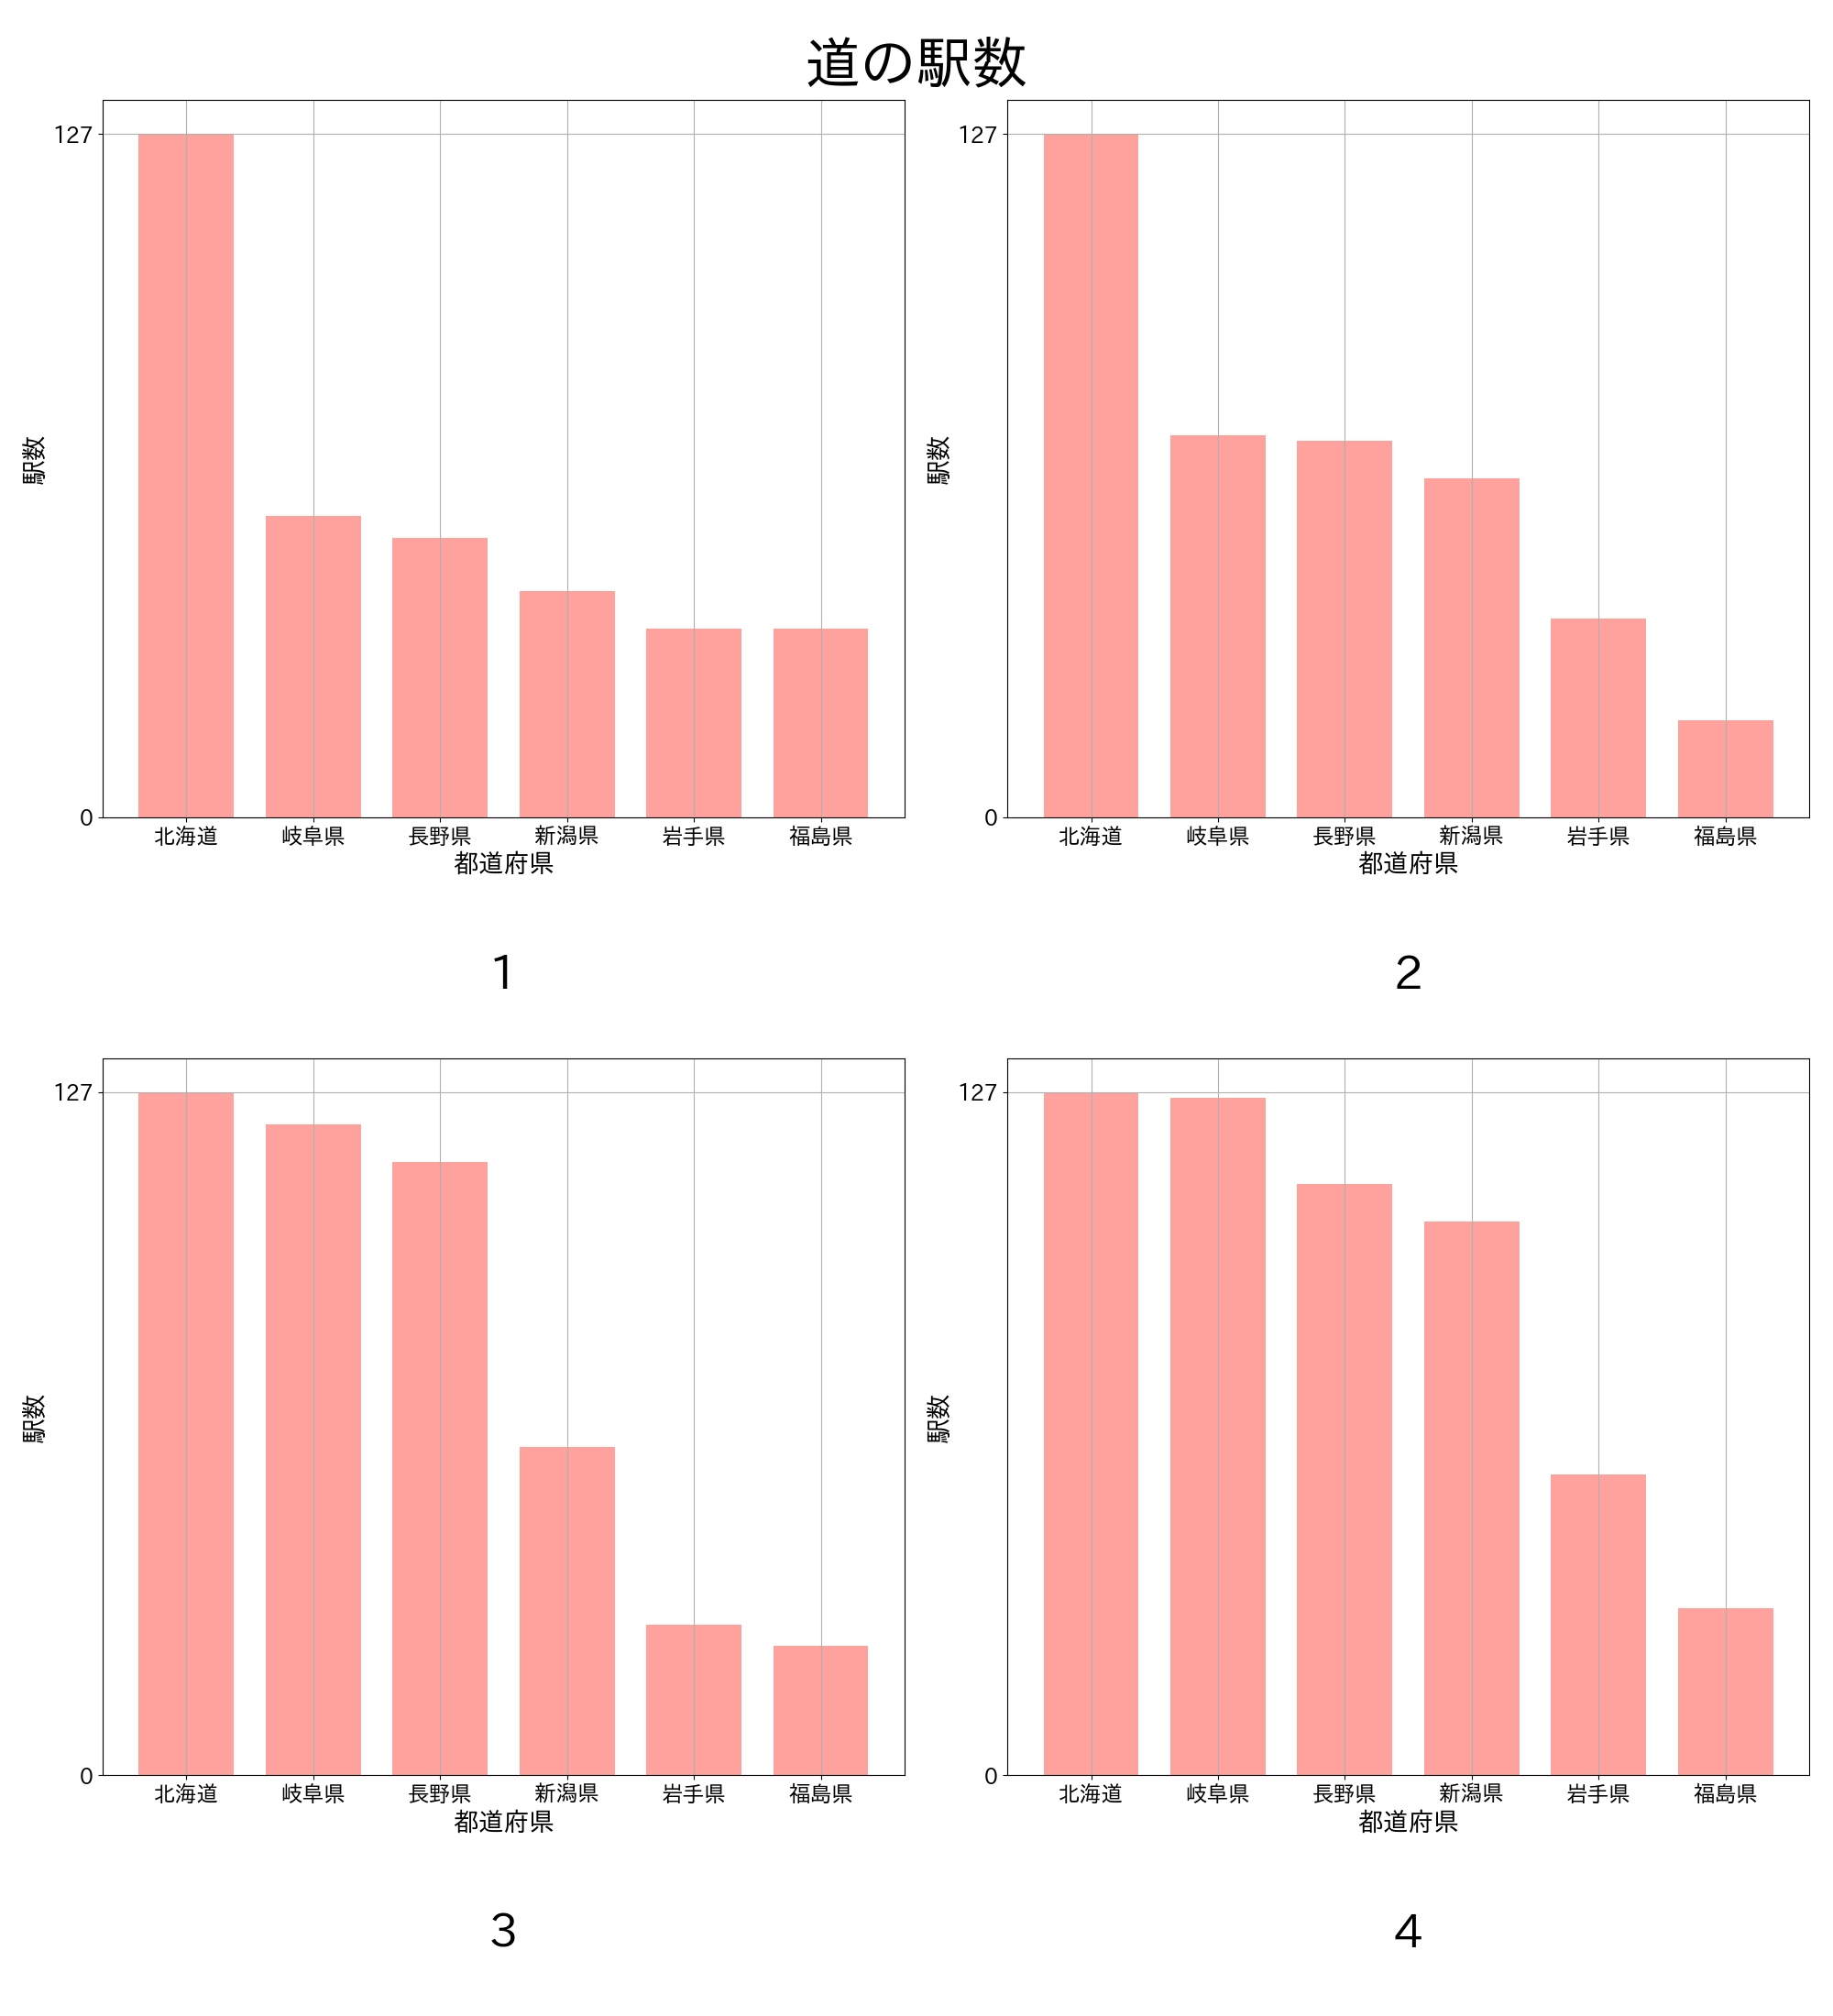 道の駅数
127
駅数
0
北海道 岐阜県 長野県 新潟県 岩手県 福島県
都道府県
1
127
駅数
0
北海道 岐阜県 長野県 新潟県 岩手県 福島県
都道府県
2
127
駅数
0
北海道 岐阜県 長野県 新潟県 岩手県 福島県
都道府県
3
127
駅数
0
北海道 岐阜県 長野県 新潟県 岩手県 福島県
都道府県
4